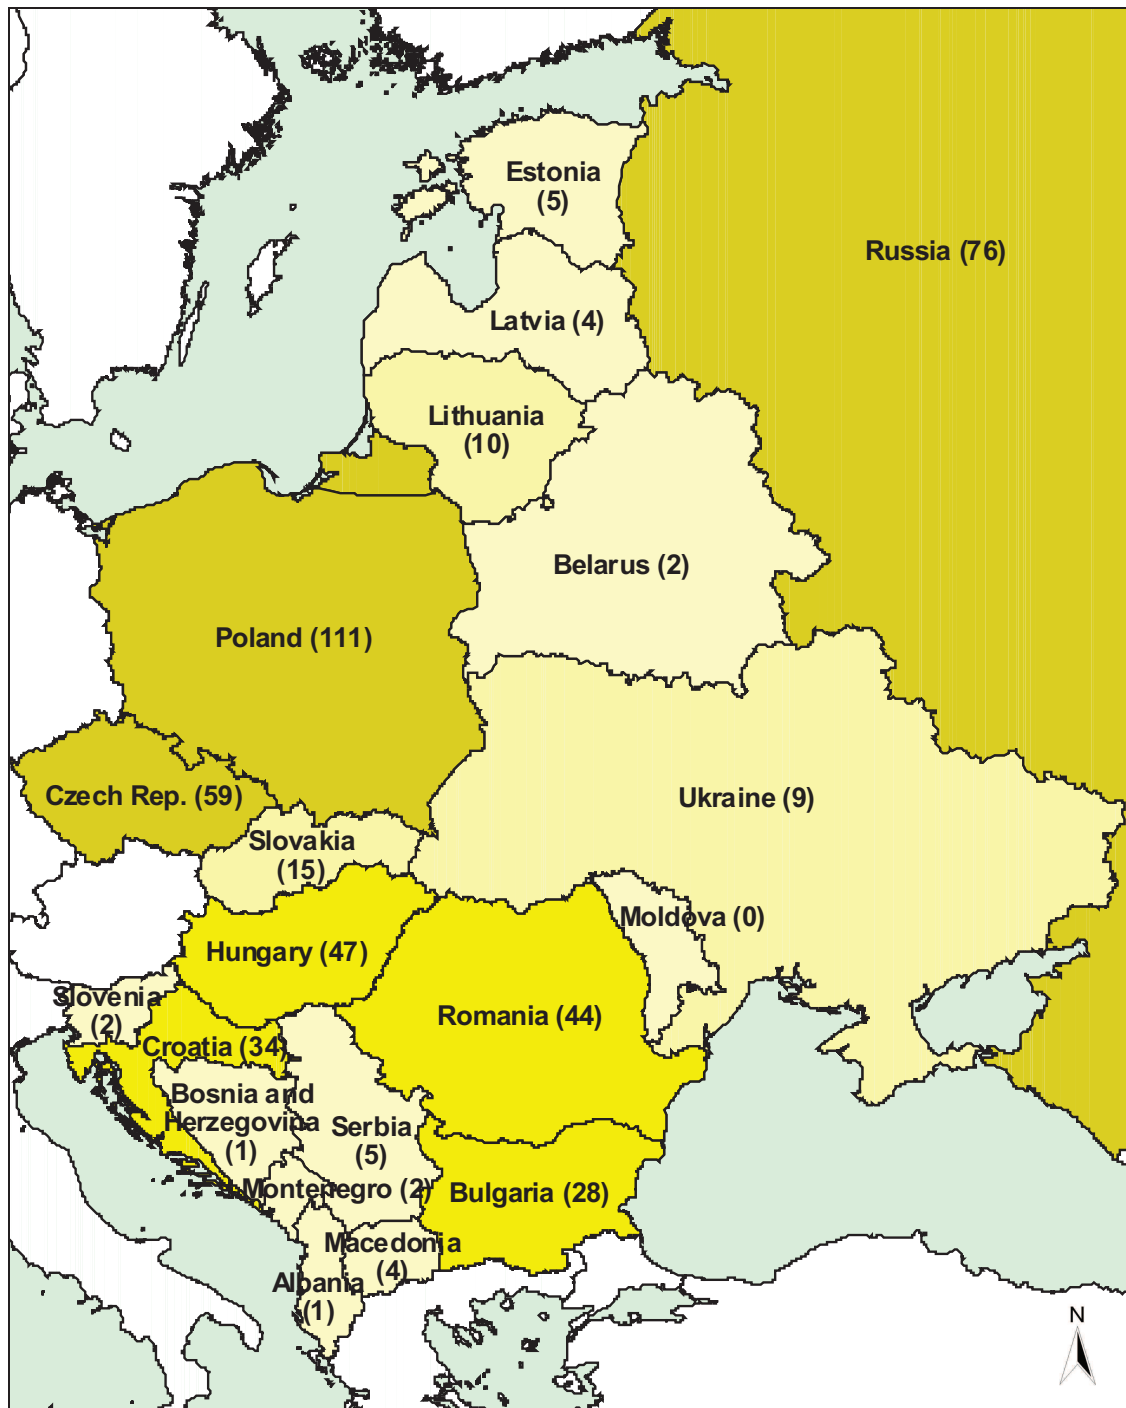 Estonia
(5)
Russia (76)
Latvia (4)
Lithuania
(10)
Belarus (2)
Poland (111)
Czech Rep. (59)
Ukraine (9)
Slovakia
(15)
Moldova (0)
Hungary (47)
Slovenia
(2)
Romania (44)
Croatia (34)
Bosnia and
Herzegovina
(1)
Serbia
(5)
Montenegro (2)
Bulgaria (28)
Macedonia
(4)
Albania
(1)
N